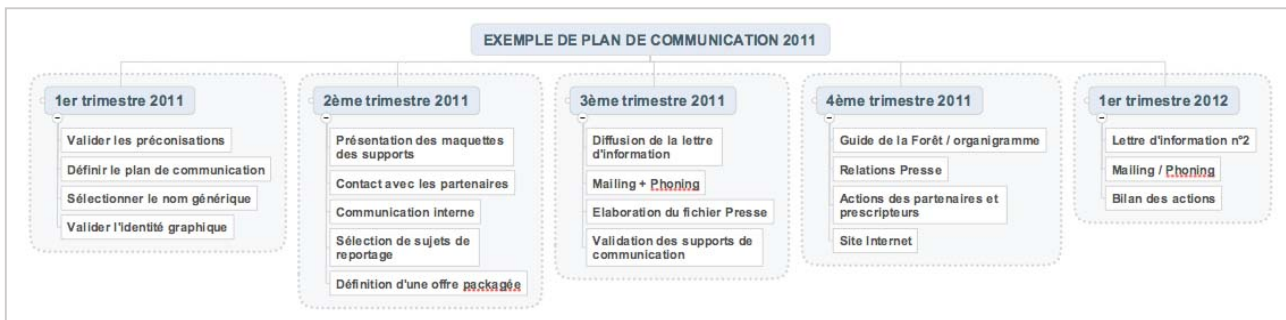 EXEMPLE DE PLAN DE COMMUNICATION 2011
1er trimestre 2011
Valider les préconisations
Définir le plan de communication
Sélectionner le nom générique
Valider l'identité graphique
2ème trimestre 2011
Présentation des maquettes
des supports
Contact avec les partenaires
Communication interne
Sélection de sujets de
reportage
Définition d'une offre packagée
3ème trimestre 2011
Diffusion de la lettre
d'information
Mailing + Phoning
Elaboration du fichier Presse
Validation des supports de
communication
4ème trimestre 2011
Guide de la Forêt / organigramme
Relations Presse
Actions des partenaires et
prescripteurs
Site Internet
1er trimestre 2012
Lettre d'information n°2
Mailing / Phoning
Bilan des actions